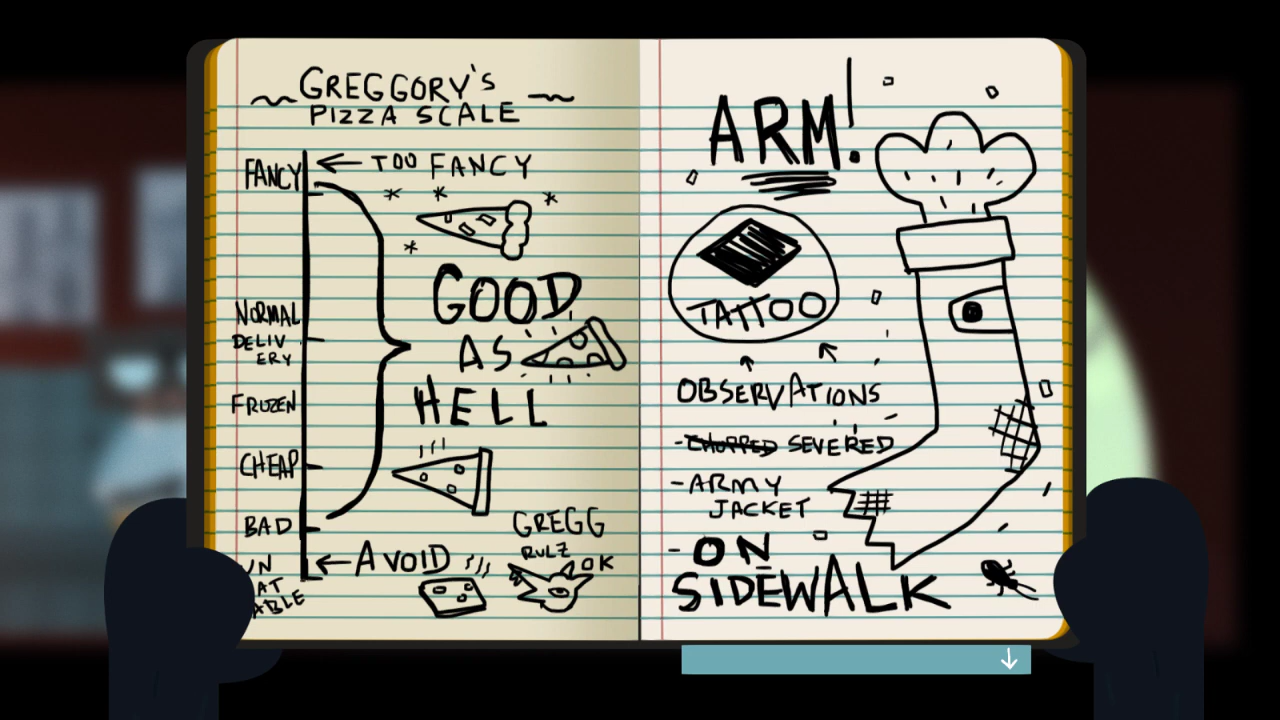 GREGGORY'S
PIZZA SCALE
FANCY
← TOO FANCY
GOOD
AS
HELL
NORMAL
DELIV
ERY
FROZEN
CHEAP
BAD
← AVOID
GREGG
RULZ
OK
ARM!
TATTOO
OBSERVATIONS
- CHOPPED SEVERED
- ARMY
JACKET
- ON
SIDEWALK